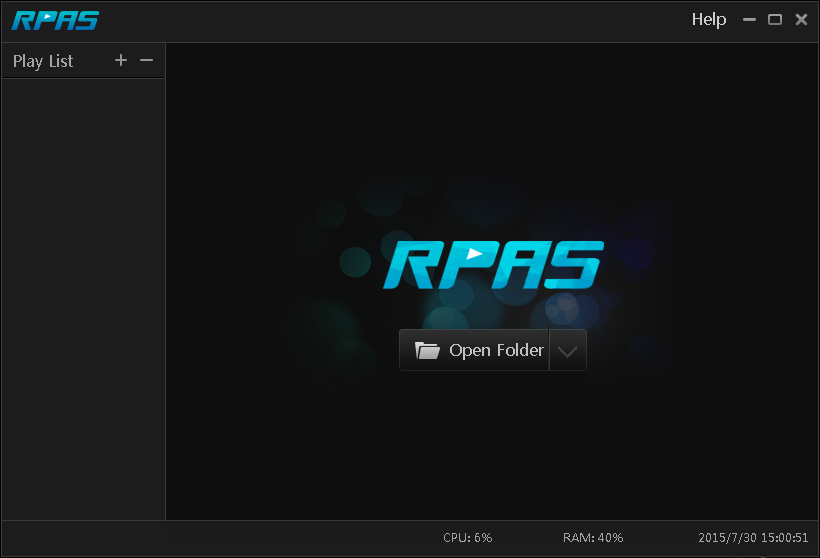 RPAS
Help
Play List + −
RPAS
Open Folder
CPU: 6% RAM: 40% 2015/7/30 15:00:51